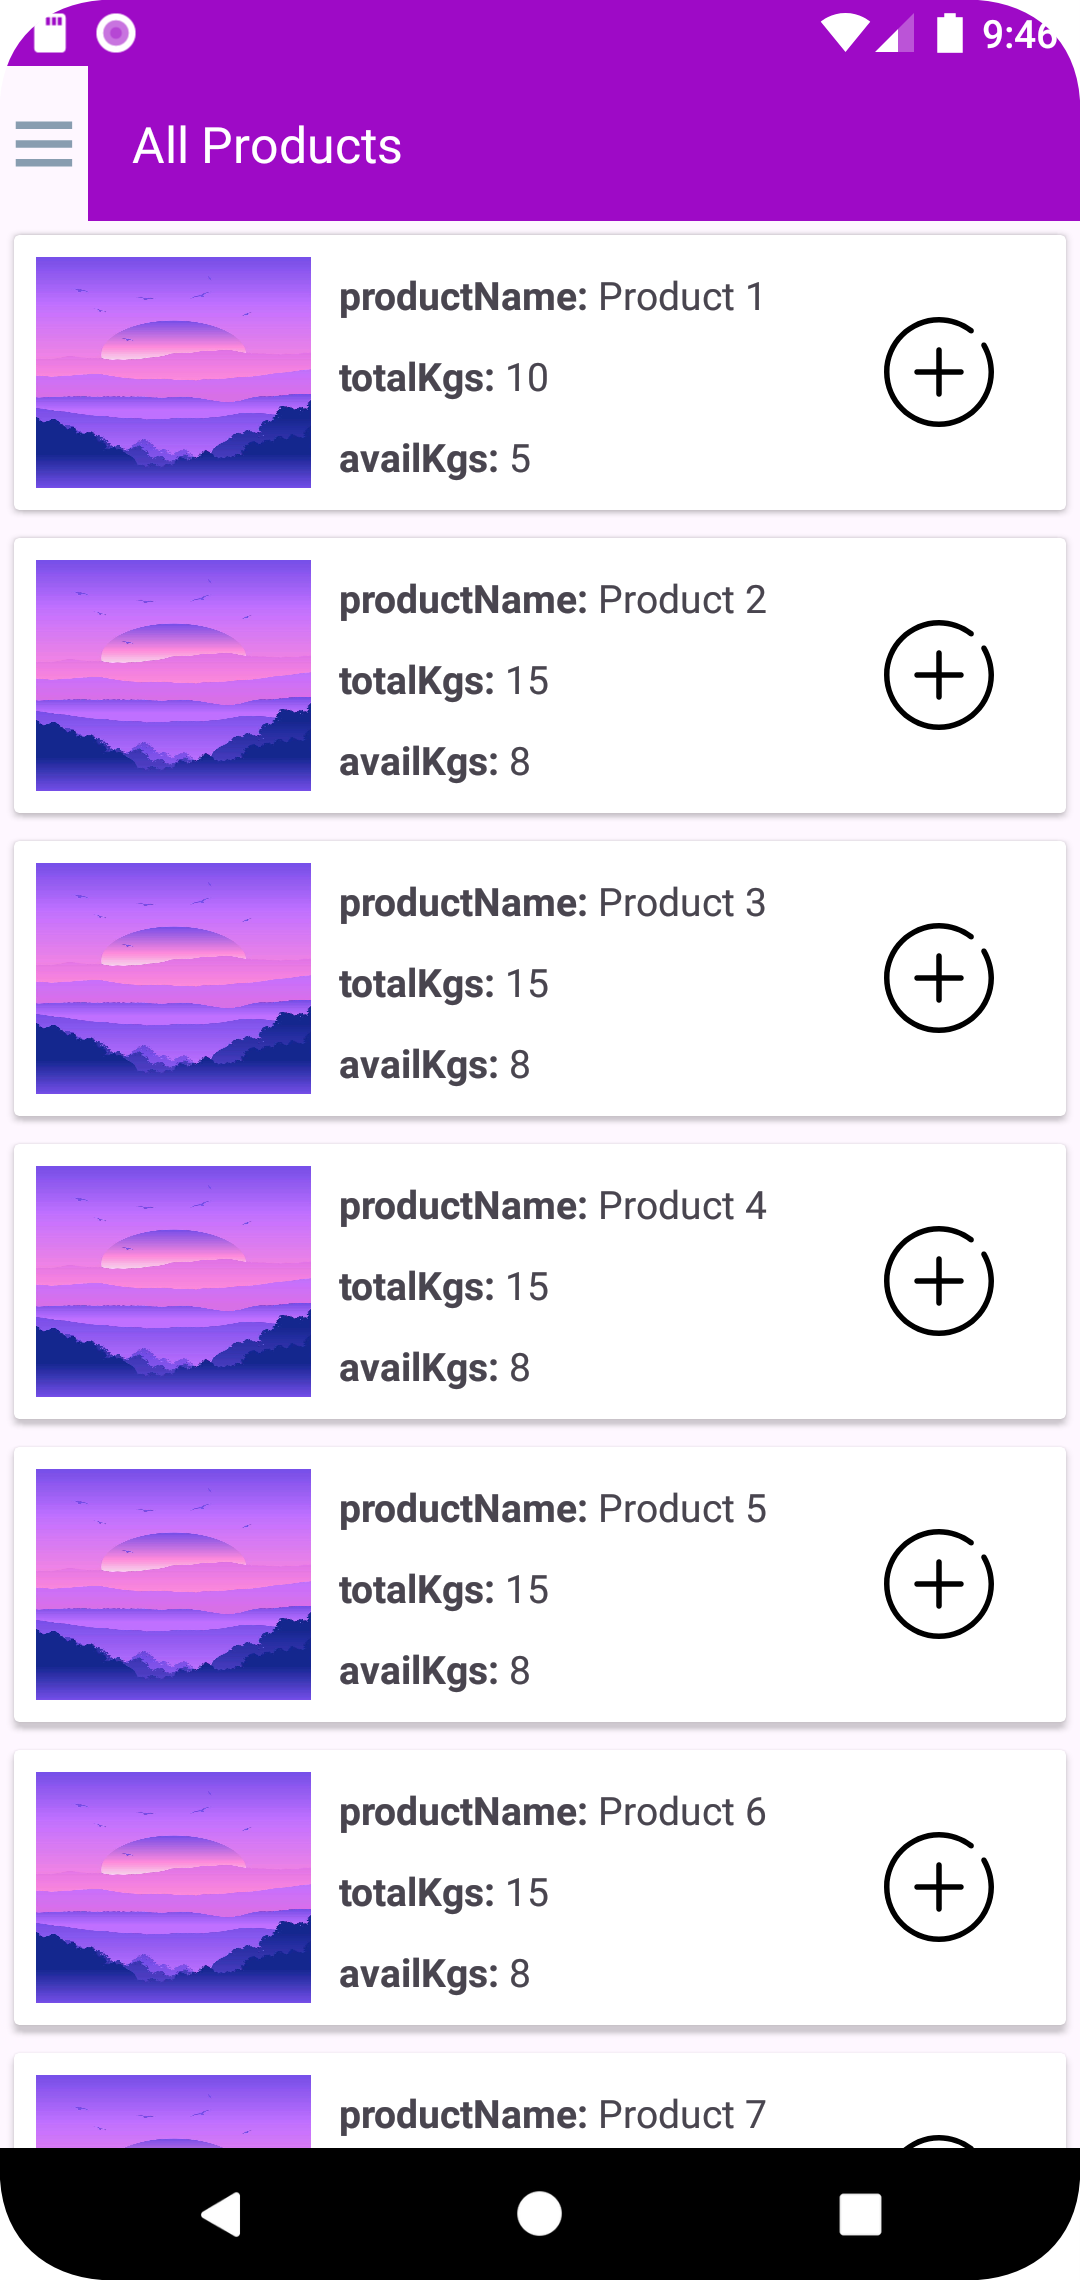 9:46
All Products
productName: Product 1
totalKgs: 10
availKgs: 5
productName: Product 2
totalKgs: 15
availKgs: 8
productName: Product 3
totalKgs: 15
availKgs: 8
productName: Product 4
totalKgs: 15
availKgs: 8
productName: Product 5
totalKgs: 15
availKgs: 8
productName: Product 6
totalKgs: 15
availKgs: 8
productName: Product 7